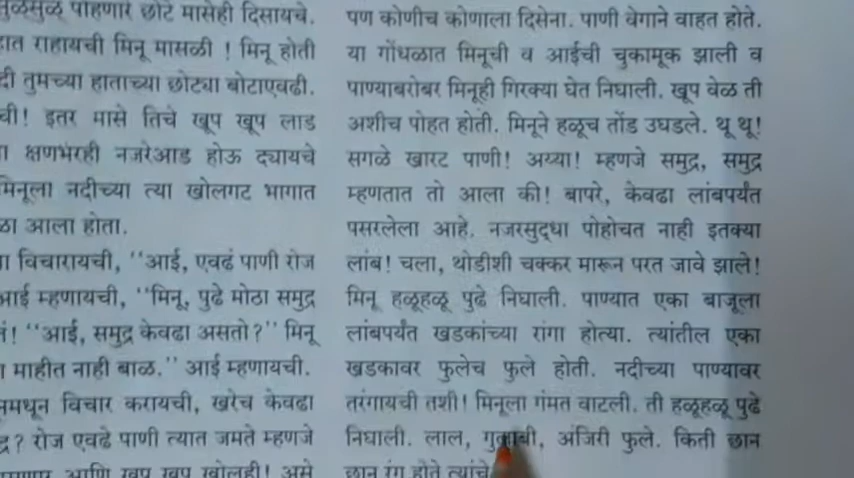 सुळसुळ पोहणारे छोटे मासेही दिसायचे.
राहायची मिनू मासळी ! मिनू होती
तुमच्या हाताच्या छोट्या बोटाएवढी.
इतर मासे तिचे खूप खूप लाड
क्षणभरही नजरेआड होऊ द्यायचे
मिनूला नदीच्या त्या खोलगट भागात
आला होता.
विचारायची, ‘‘आई, एवढं पाणी रोज
आई म्हणायची, ‘‘मिनू, पुढे मोठा समुद्र
‘‘आई, समुद्र केवढा असतो?’’ मिनू
माहीत नाही बाळ.’’ आई म्हणायची.
विचार करायची, खरेच केवढा
रोज एवढे पाणी त्यात जमते म्हणजे
आणि खूप खूप खोलही! असे
पण कोणीच कोणाला दिसेना. पाणी वेगाने वाहत होते.
या गोंधळात मिनूची व आईची चुकामूक झाली व
पाण्याबरोबर मिनूही गिरक्या घेत निघाली. खूप वेळ ती
अशीच पोहत होती. मिनूने हळूच तोंड उघडले. थू थू!
सगळे खारट पाणी! अय्या! म्हणजे समुद्र, समुद्र
म्हणतात तो आला की! बापरे, केवढा लांबपर्यंत
पसरलेला आहे. नजरसुद्धा पोहोचत नाही इतक्या
लांब! चला, थोडीशी चक्कर मारून परत जावे झाले!
मिनू हळूहळू पुढे निघाली. पाण्यात एका बाजूला
लांबपर्यंत खडकांच्या रांगा होत्या. त्यांतील एका
खडकावर फुलेच फुले होती. नदीच्या पाण्यावर
तरंगायची तशी! मिनूला गंमत वाटली. ती हळूहळू पुढे
निघाली. लाल, गुलाबी, अंजिरी फुले. किती छान
छान रंग होते त्यांचे